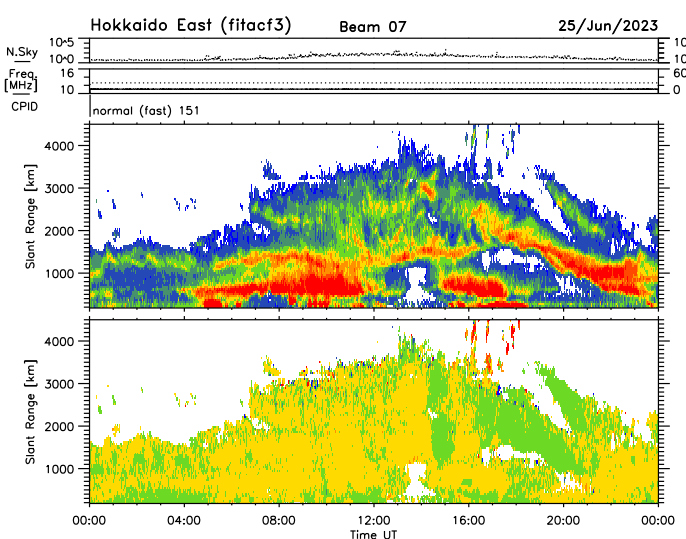 Hokkaido East (fitacf3) Beam 07 25/Jun/2023
N.Sky 10^5 10^0 10 10
Freq. [MHz] 16 10 60 0
CPID normal (fast) 151
Slant Range [km] 4000 3000 2000 1000
Slant Range [km] 4000 3000 2000 1000
00:00 04:00 08:00 12:00 16:00 20:00 00:00
Time UT